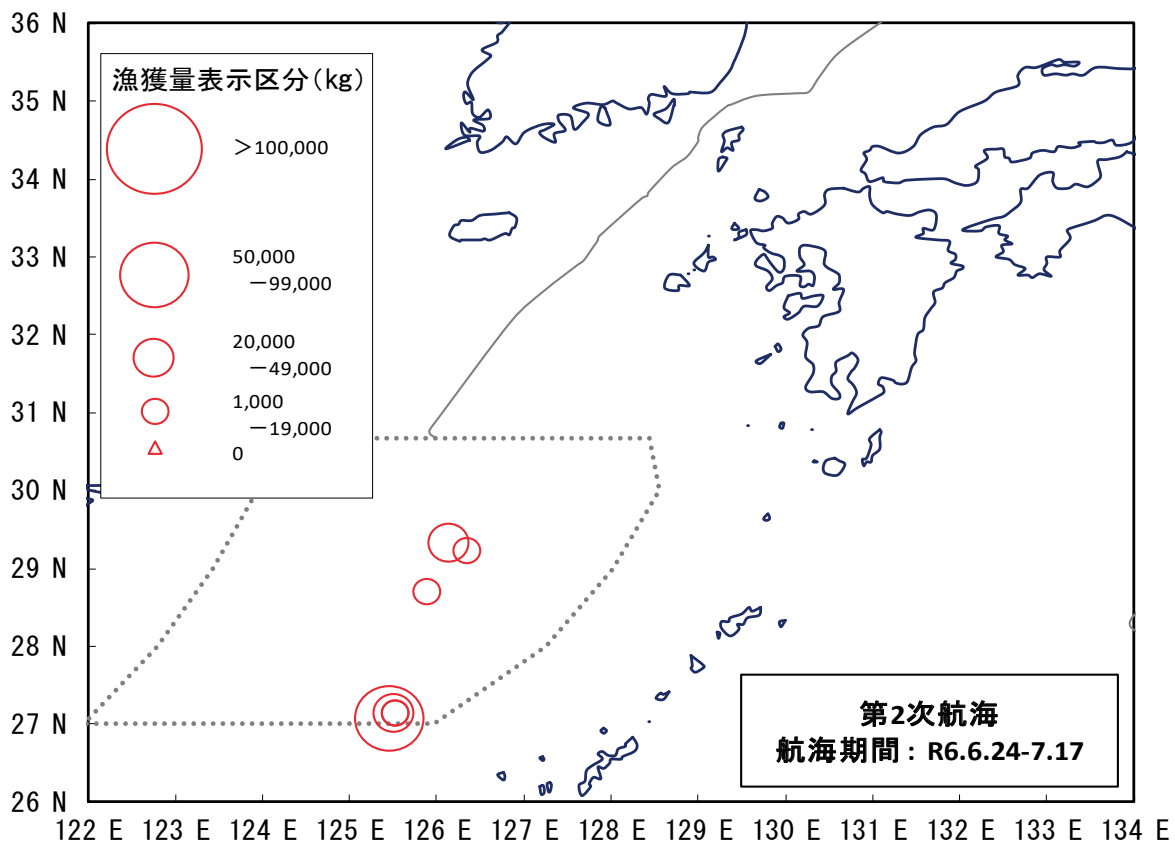 36 N
35 N
34 N
33 N
32 N
31 N
30 N
29 N
28 N
27 N
26 N
漁獲量表示区分(kg)
＞100,000
50,000
－99,000
20,000
－49,000
1,000
－19,000
0
第2次航海
航海期間：R6.6.24-7.17
122 E 123 E 124 E 125 E 126 E 127 E 128 E 129 E 130 E 131 E 132 E 133 E 134 E